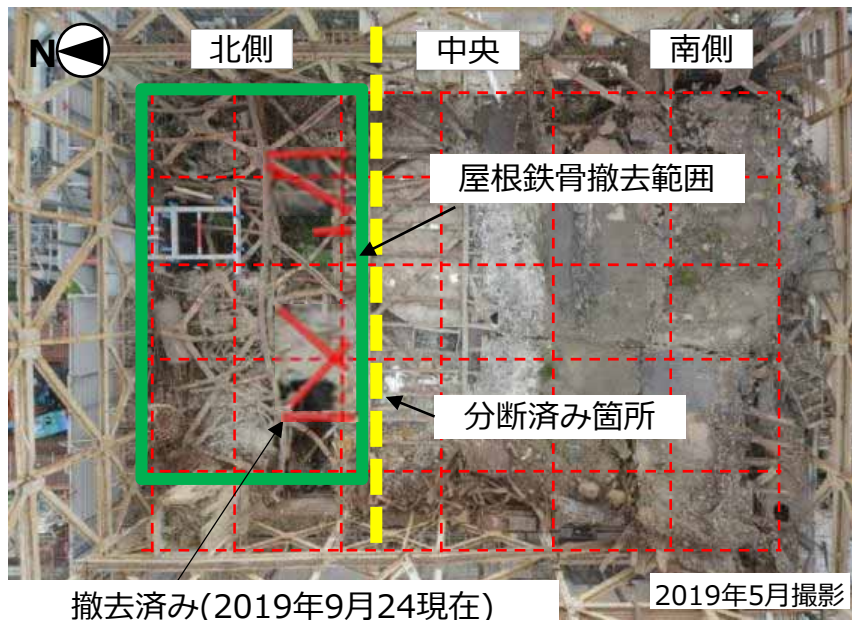 N
北側
中央
南側
屋根鉄骨撤去範囲
分断済み箇所
撤去済み(2019年9月24現在)
2019年5月撮影